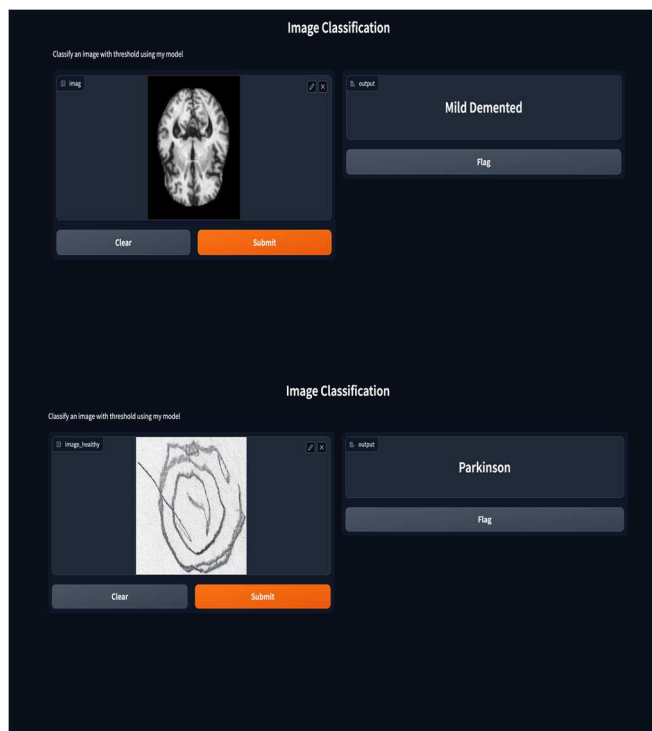 Image Classification
Classify an image with threshold using my model
imag
output
Mild Demented
Flag
Clear
Submit
Image Classification
Classify an image with threshold using my model
image_healthy
output
Parkinson
Flag
Clear
Submit